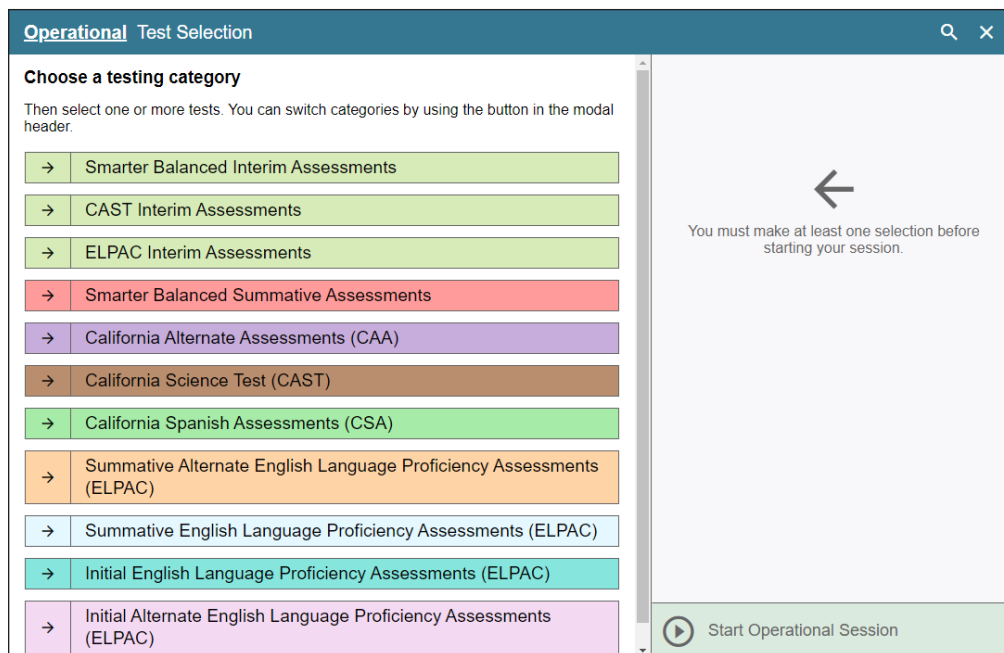 Operational Test Selection
Choose a testing category
Then select one or more tests. You can switch categories by using the button in the modal
header.
Smarter Balanced Interim Assessments
CAST Interim Assessments
ELPAC Interim Assessments
Smarter Balanced Summative Assessments
California Alternate Assessments (CAA)
California Science Test (CAST)
California Spanish Assessments (CSA)
Summative Alternate English Language Proficiency Assessments
(ELPAC)
Summative English Language Proficiency Assessments (ELPAC)
Initial English Language Proficiency Assessments (ELPAC)
Initial Alternate English Language Proficiency Assessments
(ELPAC)
You must make at least one selection before
starting your session.
Start Operational Session